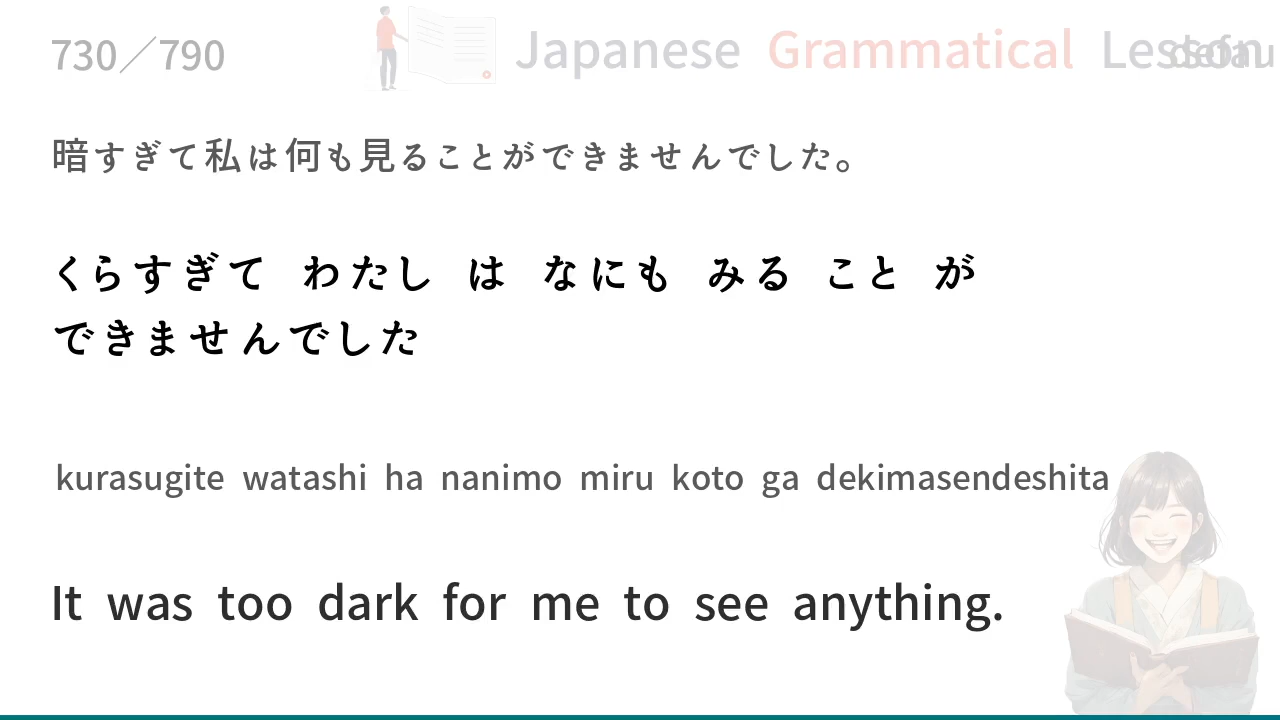 730／790
Japanese Grammatical Lesson
defau
暗すぎて私は何も見ることができませんでした。
くらすぎて わたし は なにも みる こと が
できませんでした
kurasugite watashi ha nanimo miru koto ga dekimasendeshita
It was too dark for me to see anything.